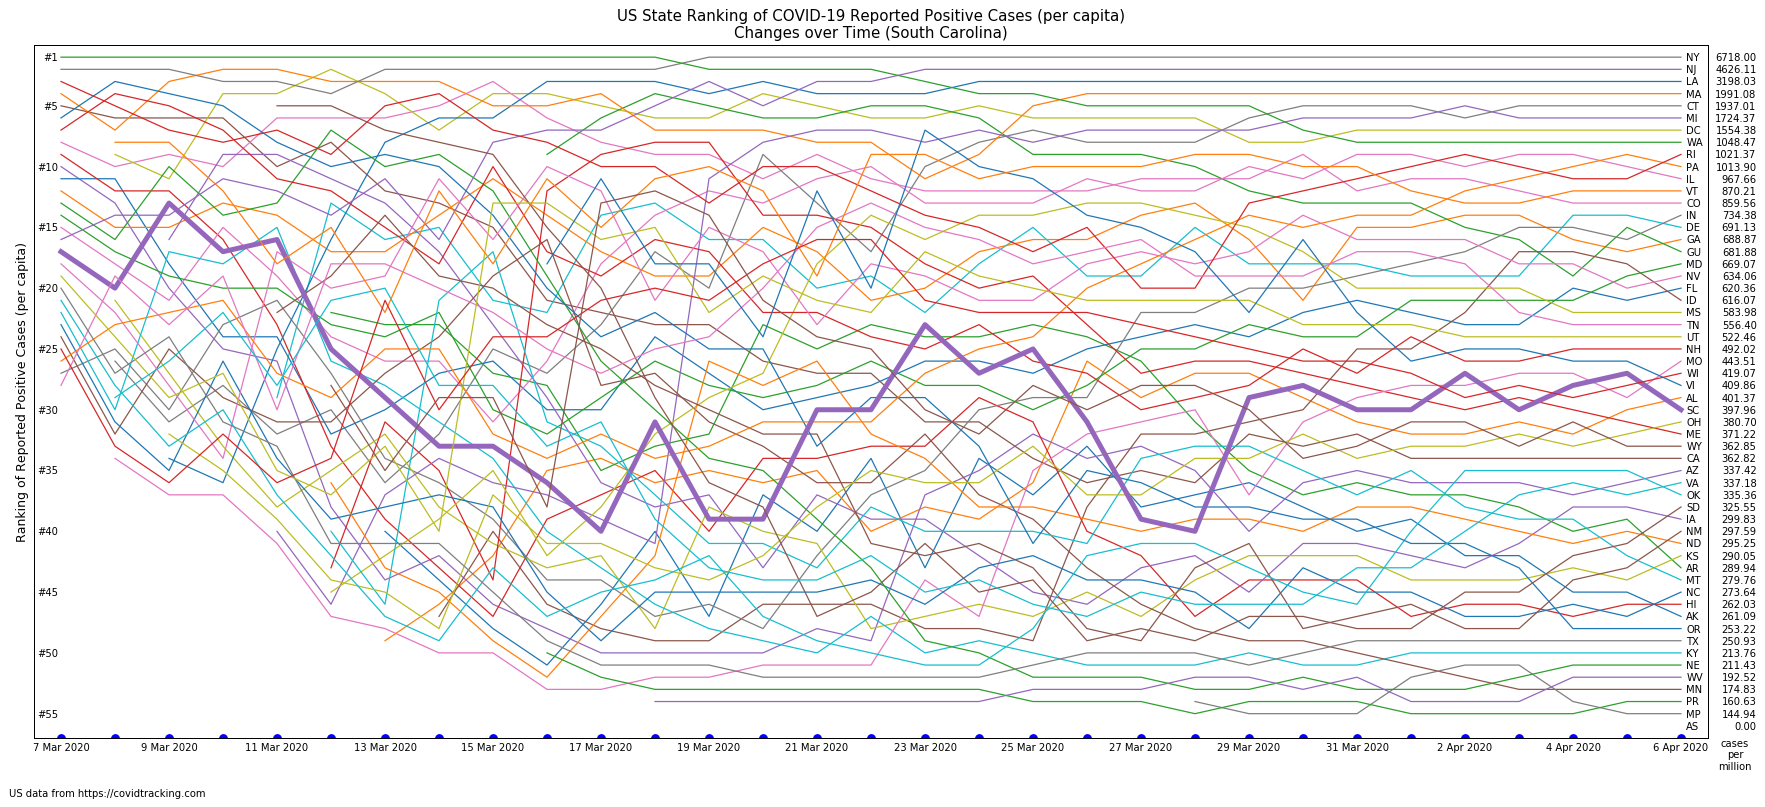 US State Ranking of COVID-19 Reported Positive Cases (per capita)
Changes over Time (South Carolina)
Ranking of Reported Positive Cases (per capita)
#1
#5
#10
#15
#20
#25
#30
#35
#40
#45
#50
#55
NY 6718.00
NJ 4626.11
LA 3198.03
MA 1991.08
CT 1937.01
MI 1724.37
DC 1554.38
WA 1048.47
RI 1021.37
PA 1013.90
IL 967.66
VT 870.21
CO 859.56
IN 734.38
DE 691.13
GA 688.87
GU 681.88
MD 669.07
NV 634.06
FL 620.36
ID 616.07
MS 583.98
TN 556.40
UT 522.46
NH 492.02
MO 443.51
WI 419.07
VI 409.86
AL 401.37
SC 397.96
OH 380.70
ME 371.22
WY 362.85
CA 362.82
AZ 337.42
VA 337.18
OK 335.36
SD 325.55
IA 299.83
NM 297.59
ND 295.25
KS 290.05
AR 289.94
MT 279.76
NC 273.64
HI 262.03
AK 261.09
OR 253.22
TX 250.93
KY 213.76
NE 211.43
WV 192.52
MN 174.83
PR 160.63
MP 144.94
AS 0.00
7 Mar 2020 9 Mar 2020 11 Mar 2020 13 Mar 2020 15 Mar 2020 17 Mar 2020 19 Mar 2020 21 Mar 2020 23 Mar 2020 25 Mar 2020 27 Mar 2020 29 Mar 2020 31 Mar 2020 2 Apr 2020 4 Apr 2020 6 Apr 2020
cases
per
million
US data from https://covidtracking.com